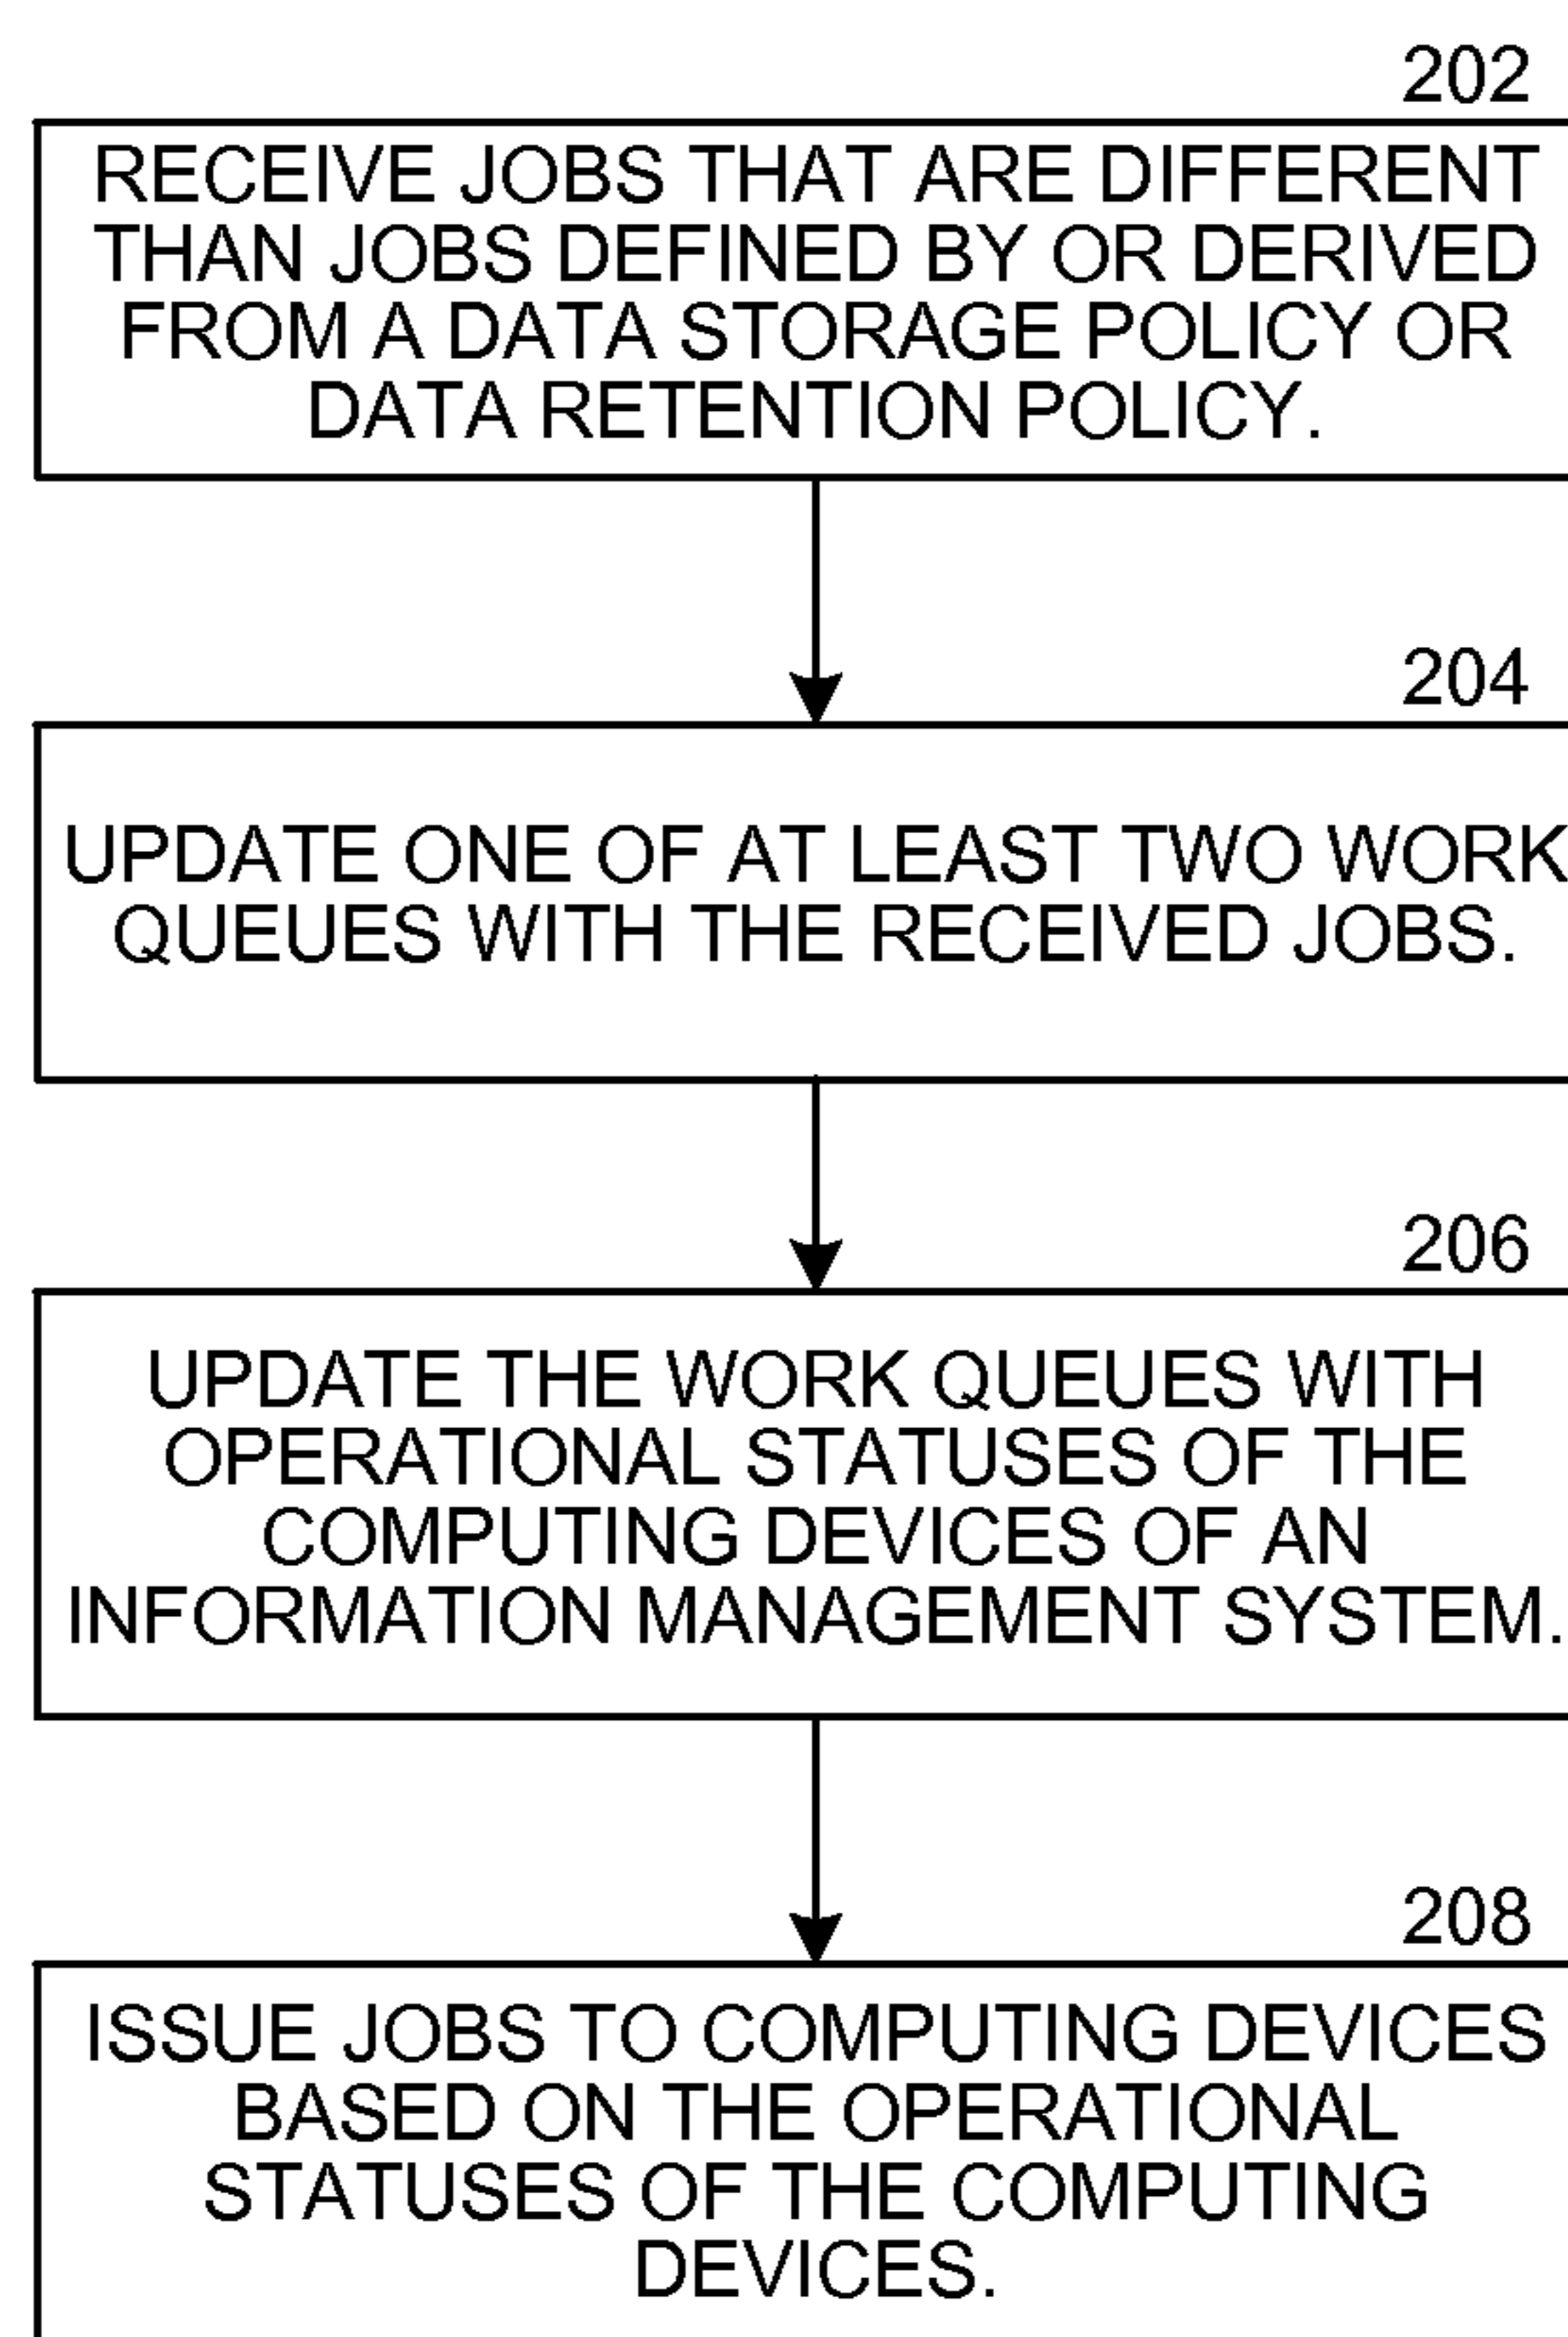 202
RECEIVE JOBS THAT ARE DIFFERENT
THAN JOBS DEFINED BY OR DERIVED
FROM A DATA STORAGE POLICY OR
DATA RETENTION POLICY.
204
UPDATE ONE OF AT LEAST TWO WORK
QUEUES WITH THE RECEIVED JOBS.
206
UPDATE THE WORK QUEUES WITH
OPERATIONAL STATUSES OF THE
COMPUTING DEVICES OF AN
INFORMATION MANAGEMENT SYSTEM.
208
ISSUE JOBS TO COMPUTING DEVICES
BASED ON THE OPERATIONAL
STATUSES OF THE COMPUTING
DEVICES.